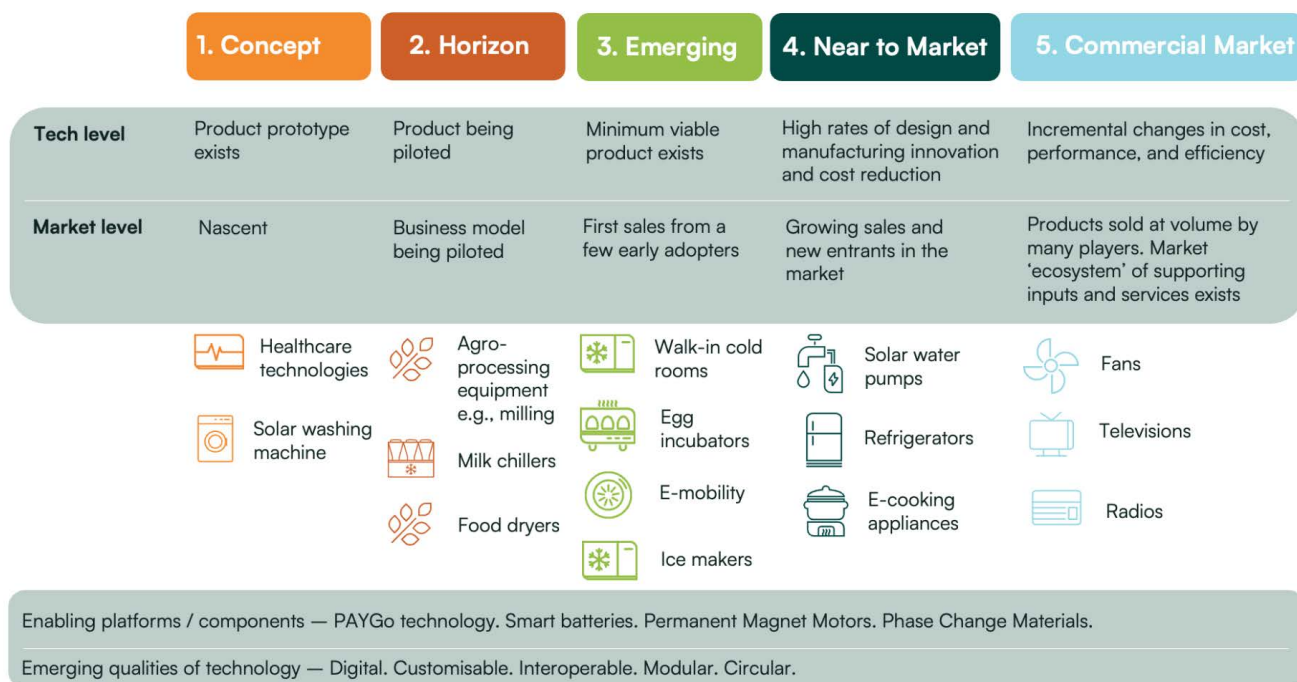 1. Concept
2. Horizon
3. Emerging
4. Near to Market
5. Commercial Market
Tech level
Product prototype
exists
Product being
piloted
Minimum viable
product exists
High rates of design and
manufacturing innovation
and cost reduction
Incremental changes in cost,
performance, and efficiency
Market level
Nascent
Business model
being piloted
First sales from a
few early adopters
Growing sales and
new entrants in the
market
Products sold at volume by
many players. Market
‘ecosystem’ of supporting
inputs and services exists
Healthcare
technologies
Solar washing
machine
Agro-
processing
equipment
e.g., milling
Milk chillers
Food dryers
Walk-in cold
rooms
Egg
incubators
E-mobility
Ice makers
Solar water
pumps
Refrigerators
E-cooking
appliances
Fans
Televisions
Radios
Enabling platforms / components — PAYGo technology. Smart batteries. Permanent Magnet Motors. Phase Change Materials.
Emerging qualities of technology — Digital. Customisable. Interoperable. Modular. Circular.